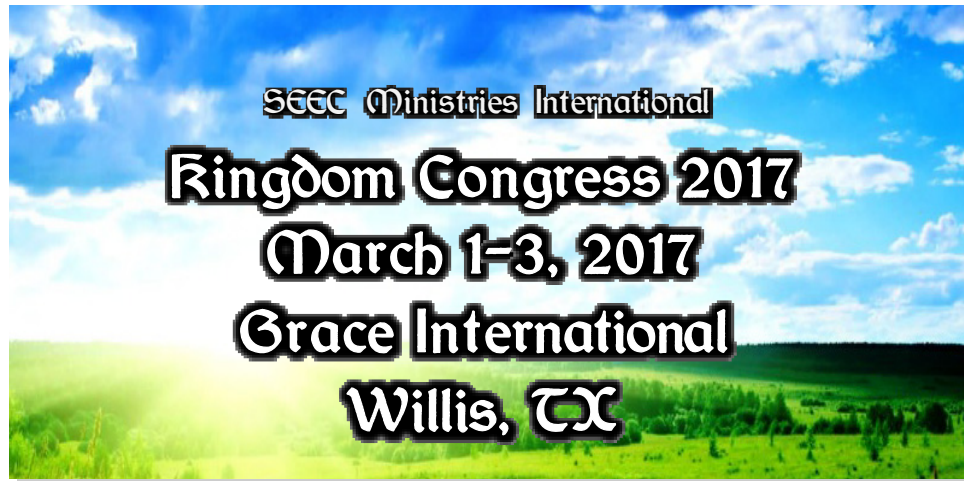 SEEC Ministries International
Kingdom Congress 2017
March 1-3, 2017
Grace International
Willis, TX